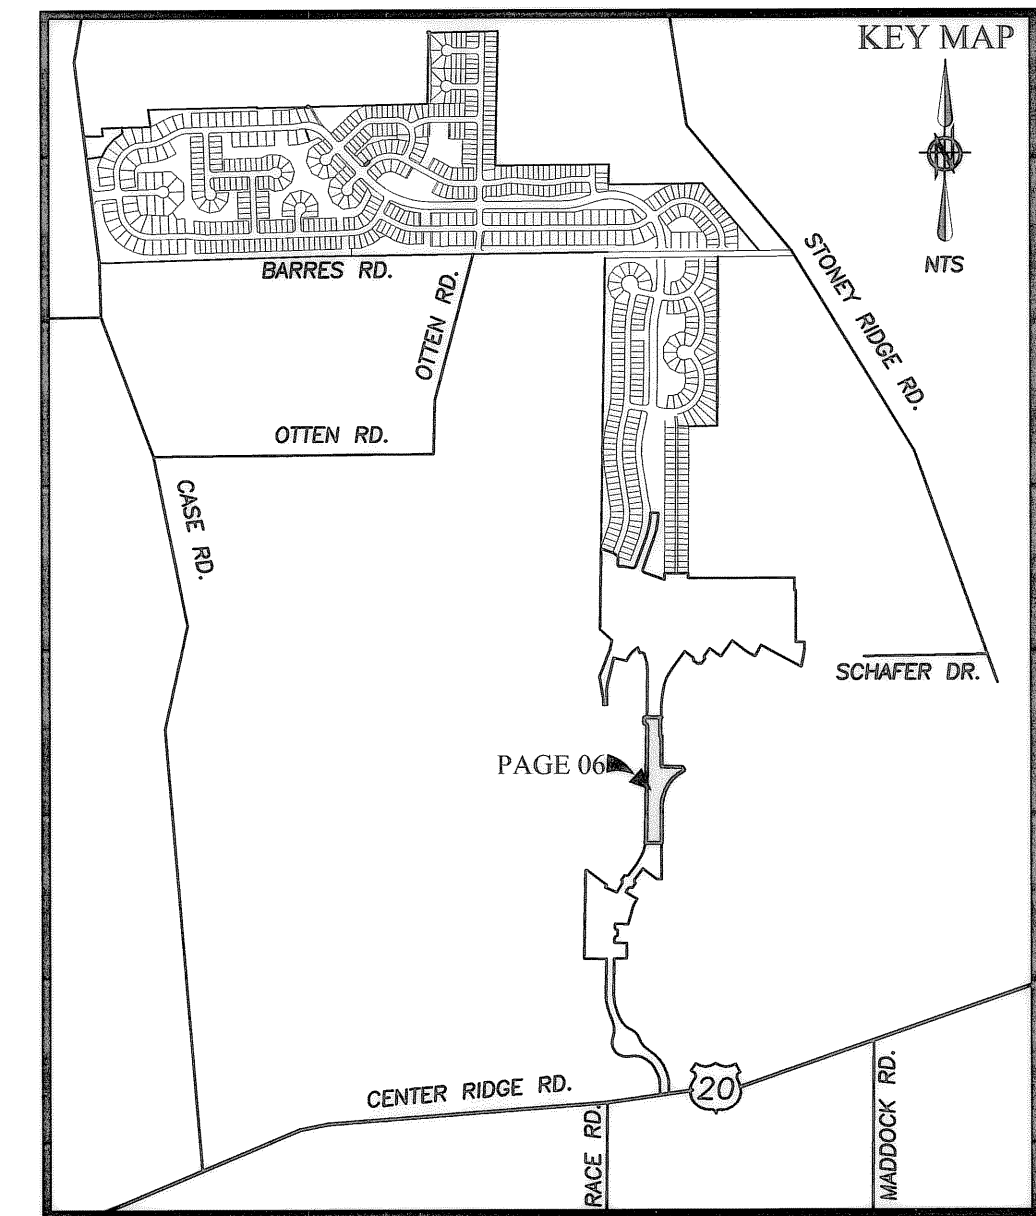 KEY MAP
N
NTS
BARRES RD.
OTTEN RD.
STONEY RIDGE RD.
OTTEN RD.
CASE RD.
SCHAFER DR.
PAGE 06
CENTER RIDGE RD.
20
RACE RD.
MADDOCK RD.